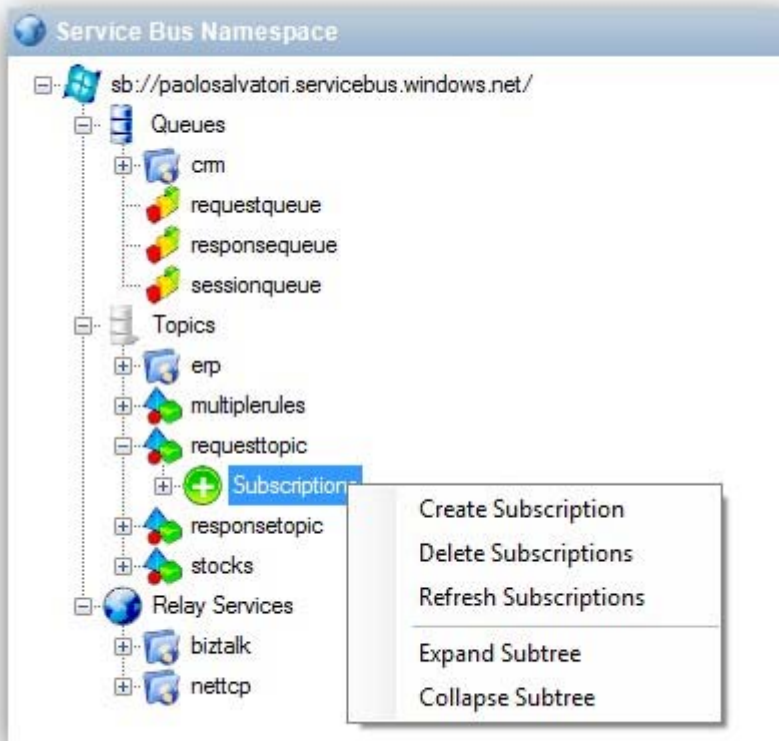 Service Bus Namespace
sb://paolosalvatori.servicebus.windows.net/
Queues
crm
requestqueue
responsequeue
sessionqueue
Topics
erp
multiplerules
requesttopic
Subscriptions
Create Subscription
responsetopic
Delete Subscriptions
stocks
Refresh Subscriptions
Relay Services
biztalk
Expand Subtree
nettcp
Collapse Subtree